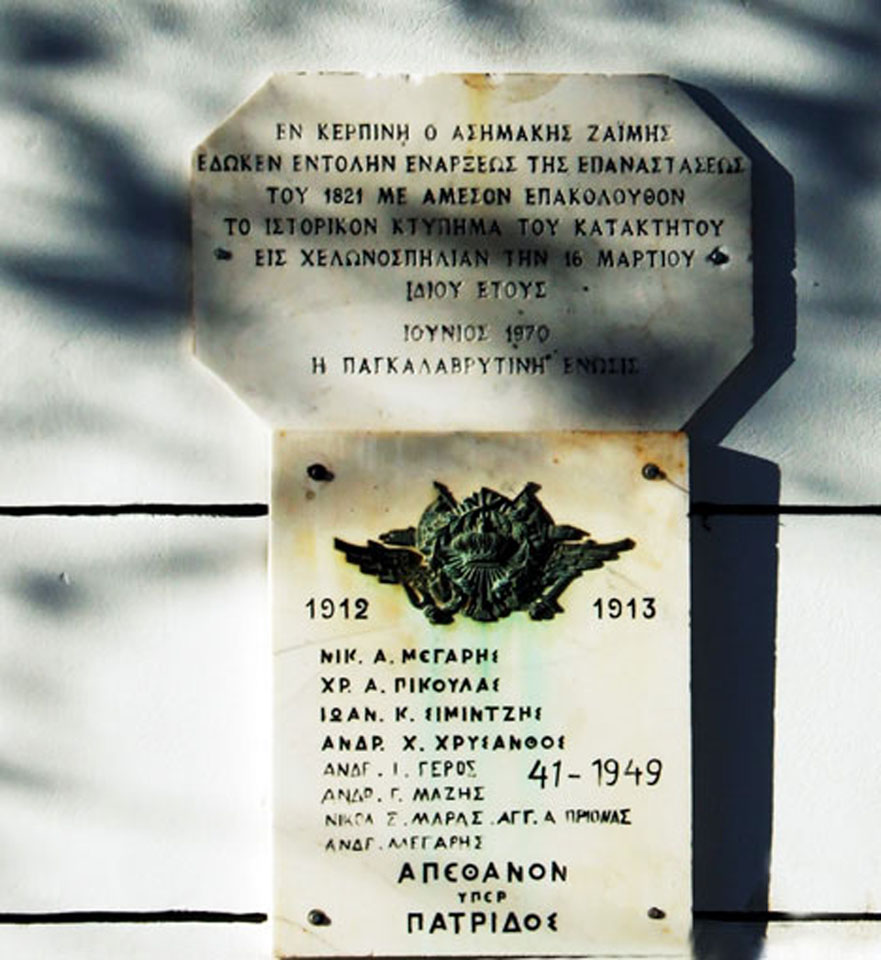 ΕΝ ΚΕΡΠΙΝΗ Ο ΑΣΗΜΑΚΗΣ ΖΑΪΜΗΣ
ΕΔΩΚΕΝ ΕΝΤΟΛΗΝ ΕΝΑΡΞΕΩΣ ΤΗΣ ΕΠΑΝΑΣΤΑΣΕΩΣ
ΤΟΥ 1821 ΜΕ ΑΜΕΣΟΝ ΕΠΑΚΟΛΟΥΘΟΝ
ΤΟ ΙΣΤΟΡΙΚΟΝ ΚΤΥΠΗΜΑ ΤΟΥ ΚΑΤΑΚΤΗΤΟΥ
ΕΙΣ ΧΕΛΩΝΟΣΠΗΛΙΑΝ ΤΗΝ 16 ΜΑΡΤΙΟΥ
ΙΔΙΟΥ ΕΤΟΥΣ
ΙΟΥΝΙΟΣ 1970
Η ΠΑΓΚΑΛΑΒΡΥΤΙΝΗ ΕΝΩΣΙΣ
1912 1913
ΝΙΚ. Α. ΜΕΓΑΡΗΣ
ΧΡ. Α. ΠΙΚΟΥΛΑΣ
ΙΩΑΝ. Κ. ΣΙΜΙΝΤΖΗΣ
ΑΝΔΡ. Χ. ΧΡΥΣΑΝΘΟΣ
ΑΝΔΡ. Ι. ΓΕΡΟΣ 41-1949
ΑΝΔΡ. Γ. ΜΑΖΗΣ
ΝΙΚΟΛ Σ. ΜΑΡΑΣ. ΑΓΓ. Α ΠΡΙΟΝΑΣ
ΑΝΔΡ. ΜΕΓΑΡΗΣ
ΑΠΕΘΑΝΟΝ
ΥΠΕΡ
ΠΑΤΡΙΔΟΣ